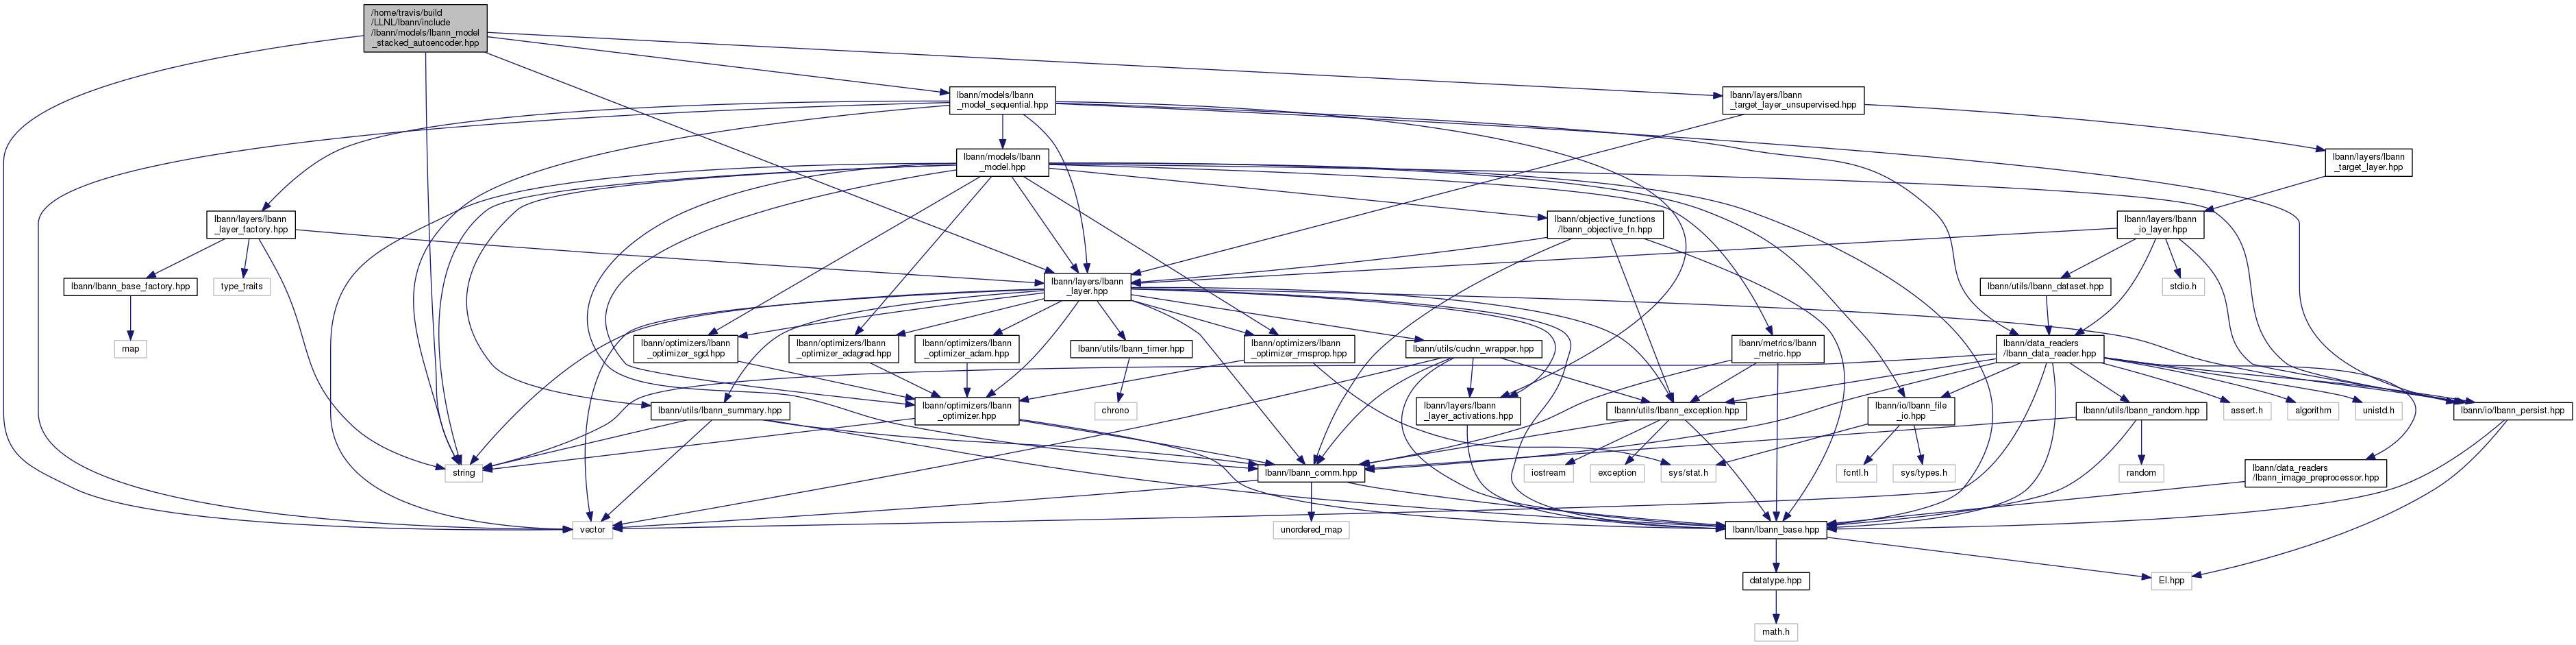 /home/travis/build
/LLNL/lbann/include
/lbann/models/lbann_model
_stacked_autoencoder.hpp
lbann/models/lbann
_model_sequential.hpp
lbann/layers/lbann
_target_layer_unsupervised.hpp
lbann/models/lbann
_model.hpp
lbann/layers/lbann
_target_layer.hpp
lbann/layers/lbann
_layer_factory.hpp
lbann/objective_functions
/lbann_objective_fn.hpp
lbann/layers/lbann
_io_layer.hpp
lbann/lbann_base_factory.hpp
type_traits
lbann/layers/lbann
_layer.hpp
lbann/utils/lbann_dataset.hpp
stdio.h
map
lbann/optimizers/lbann
_optimizer_sgd.hpp
lbann/optimizers/lbann
_optimizer_adagrad.hpp
lbann/optimizers/lbann
_optimizer_adam.hpp
lbann/utils/lbann_timer.hpp
lbann/optimizers/lbann
_optimizer_rmsprop.hpp
lbann/utils/cudnn_wrapper.hpp
lbann/metrics/lbann
_metric.hpp
lbann/data_readers
/lbann_data_reader.hpp
lbann/utils/lbann_summary.hpp
lbann/optimizers/lbann
_optimizer.hpp
chrono
lbann/layers/lbann
_layer_activations.hpp
lbann/utils/lbann_exception.hpp
lbann/io/lbann_file
_io.hpp
lbann/utils/lbann_random.hpp
assert.h
algorithm
unistd.h
lbann/io/lbann_persist.hpp
string
lbann/lbann_comm.hpp
iostream
exception
sys/stat.h
fcntl.h
sys/types.h
random
lbann/data_readers
/lbann_image_preprocessor.hpp
vector
unordered_map
lbann/lbann_base.hpp
datatype.hpp
El.hpp
math.h